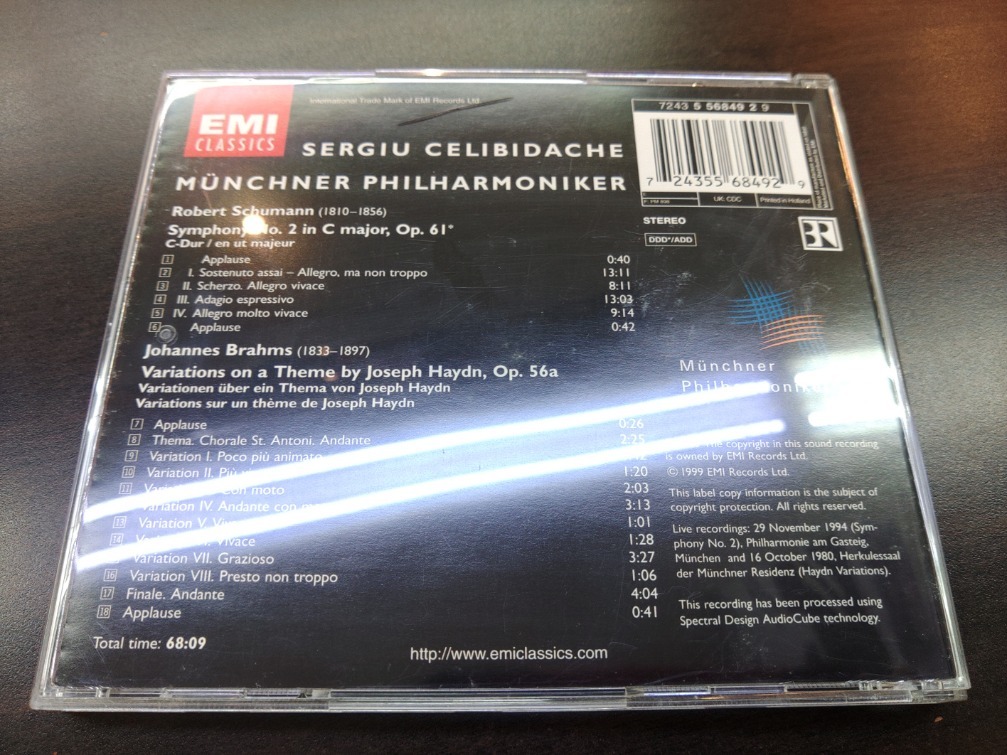 International Trade Mark of EMI Records Ltd.
EMI
CLASSICS
SERGIU CELIBIDACHE
MÜNCHNER PHILHARMONIKER
7243 5 56849 2 9
7 24355 68492 9
UK: CDC
Printed in Holland
STEREO
DDD*/ADD
BR
Robert Schumann (1810–1856)
Symphony No. 2 in C major, Op. 61*
C-Dur / en ut majeur
1 Applause 0:40
2 I. Sostenuto assai – Allegro, ma non troppo 13:11
3 II. Scherzo. Allegro vivace 8:11
4 III. Adagio espressivo 13:03
5 IV. Allegro molto vivace 9:14
6 Applause 0:42
Johannes Brahms (1833–1897)
Variations on a Theme by Joseph Haydn, Op. 56a
Variationen über ein Thema von Joseph Haydn
Variations sur un thème de Joseph Haydn
7 Applause 0:26
8 Thema. Chorale St. Antoni. Andante 2:25
9 Variation I. Poco più animato
10 Variation II. Più 1:20
11 Con moto 2:03
Variation IV. Andante con 3:13
13 Variation V. 1:01
14 Vivace 1:28
Variation VII. Grazioso 3:27
16 Variation VIII. Presto non troppo 1:06
17 Finale. Andante 4:04
18 Applause 0:41
Total time: 68:09
http://www.emiclassics.com
Münchner
Philharmoniker
The copyright in this sound recording
is owned by EMI Records Ltd.
© 1999 EMI Records Ltd.
This label copy information is the subject of
copyright protection. All rights reserved.
Live recordings: 29 November 1994 (Sym-
phony No. 2), Philharmonie am Gasteig,
München and 16 October 1980, Herkulessaal
der Münchner Residenz (Haydn Variations).
This recording has been processed using
Spectral Design AudioCube technology.